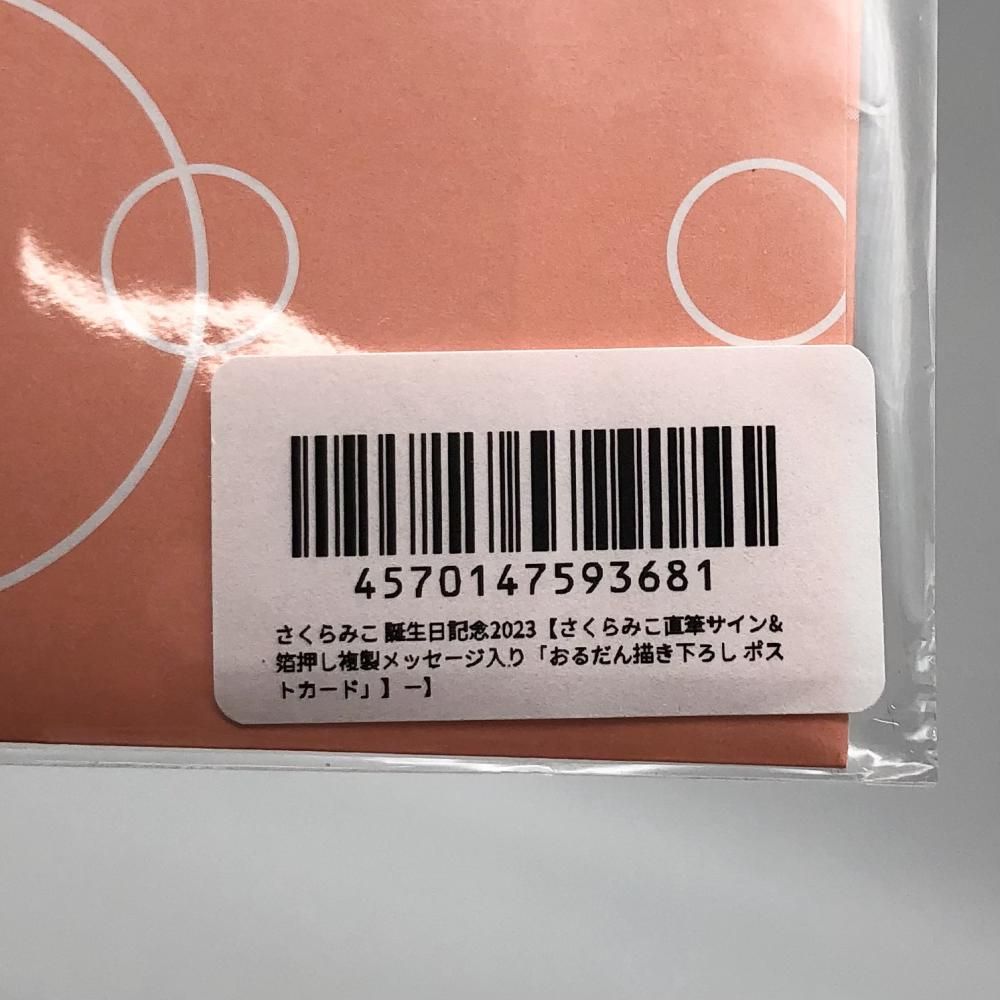 4570147593681
さくらみこ 誕生日記念2023【さくらみこ直筆サイン&
箔押し複製メッセージ入り「おるだん描き下ろし ポス
トカード」】ー】